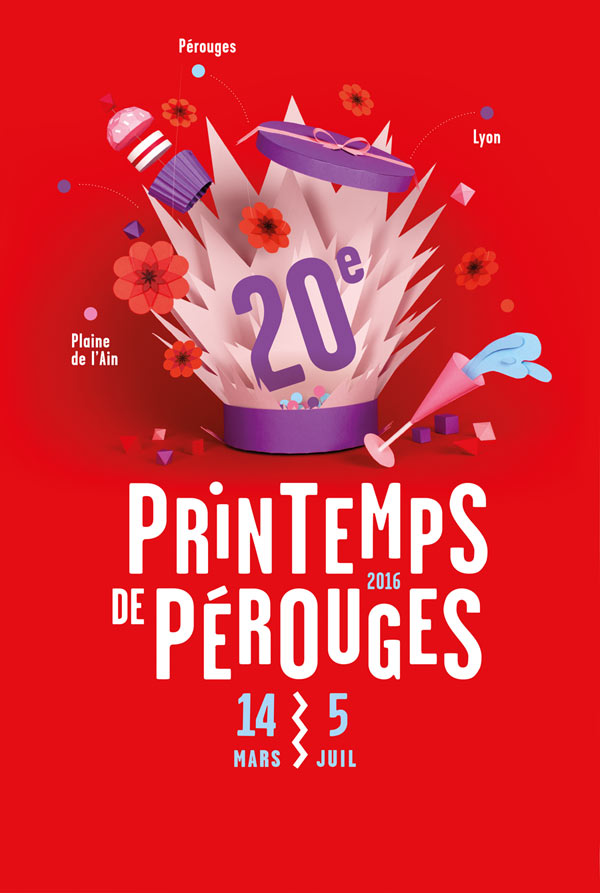 Pérouges
Lyon
20e
Plaine
de l'Ain
PRiNTEMPS
2016
DE PÉROUGES
14 5
MARS JUIL